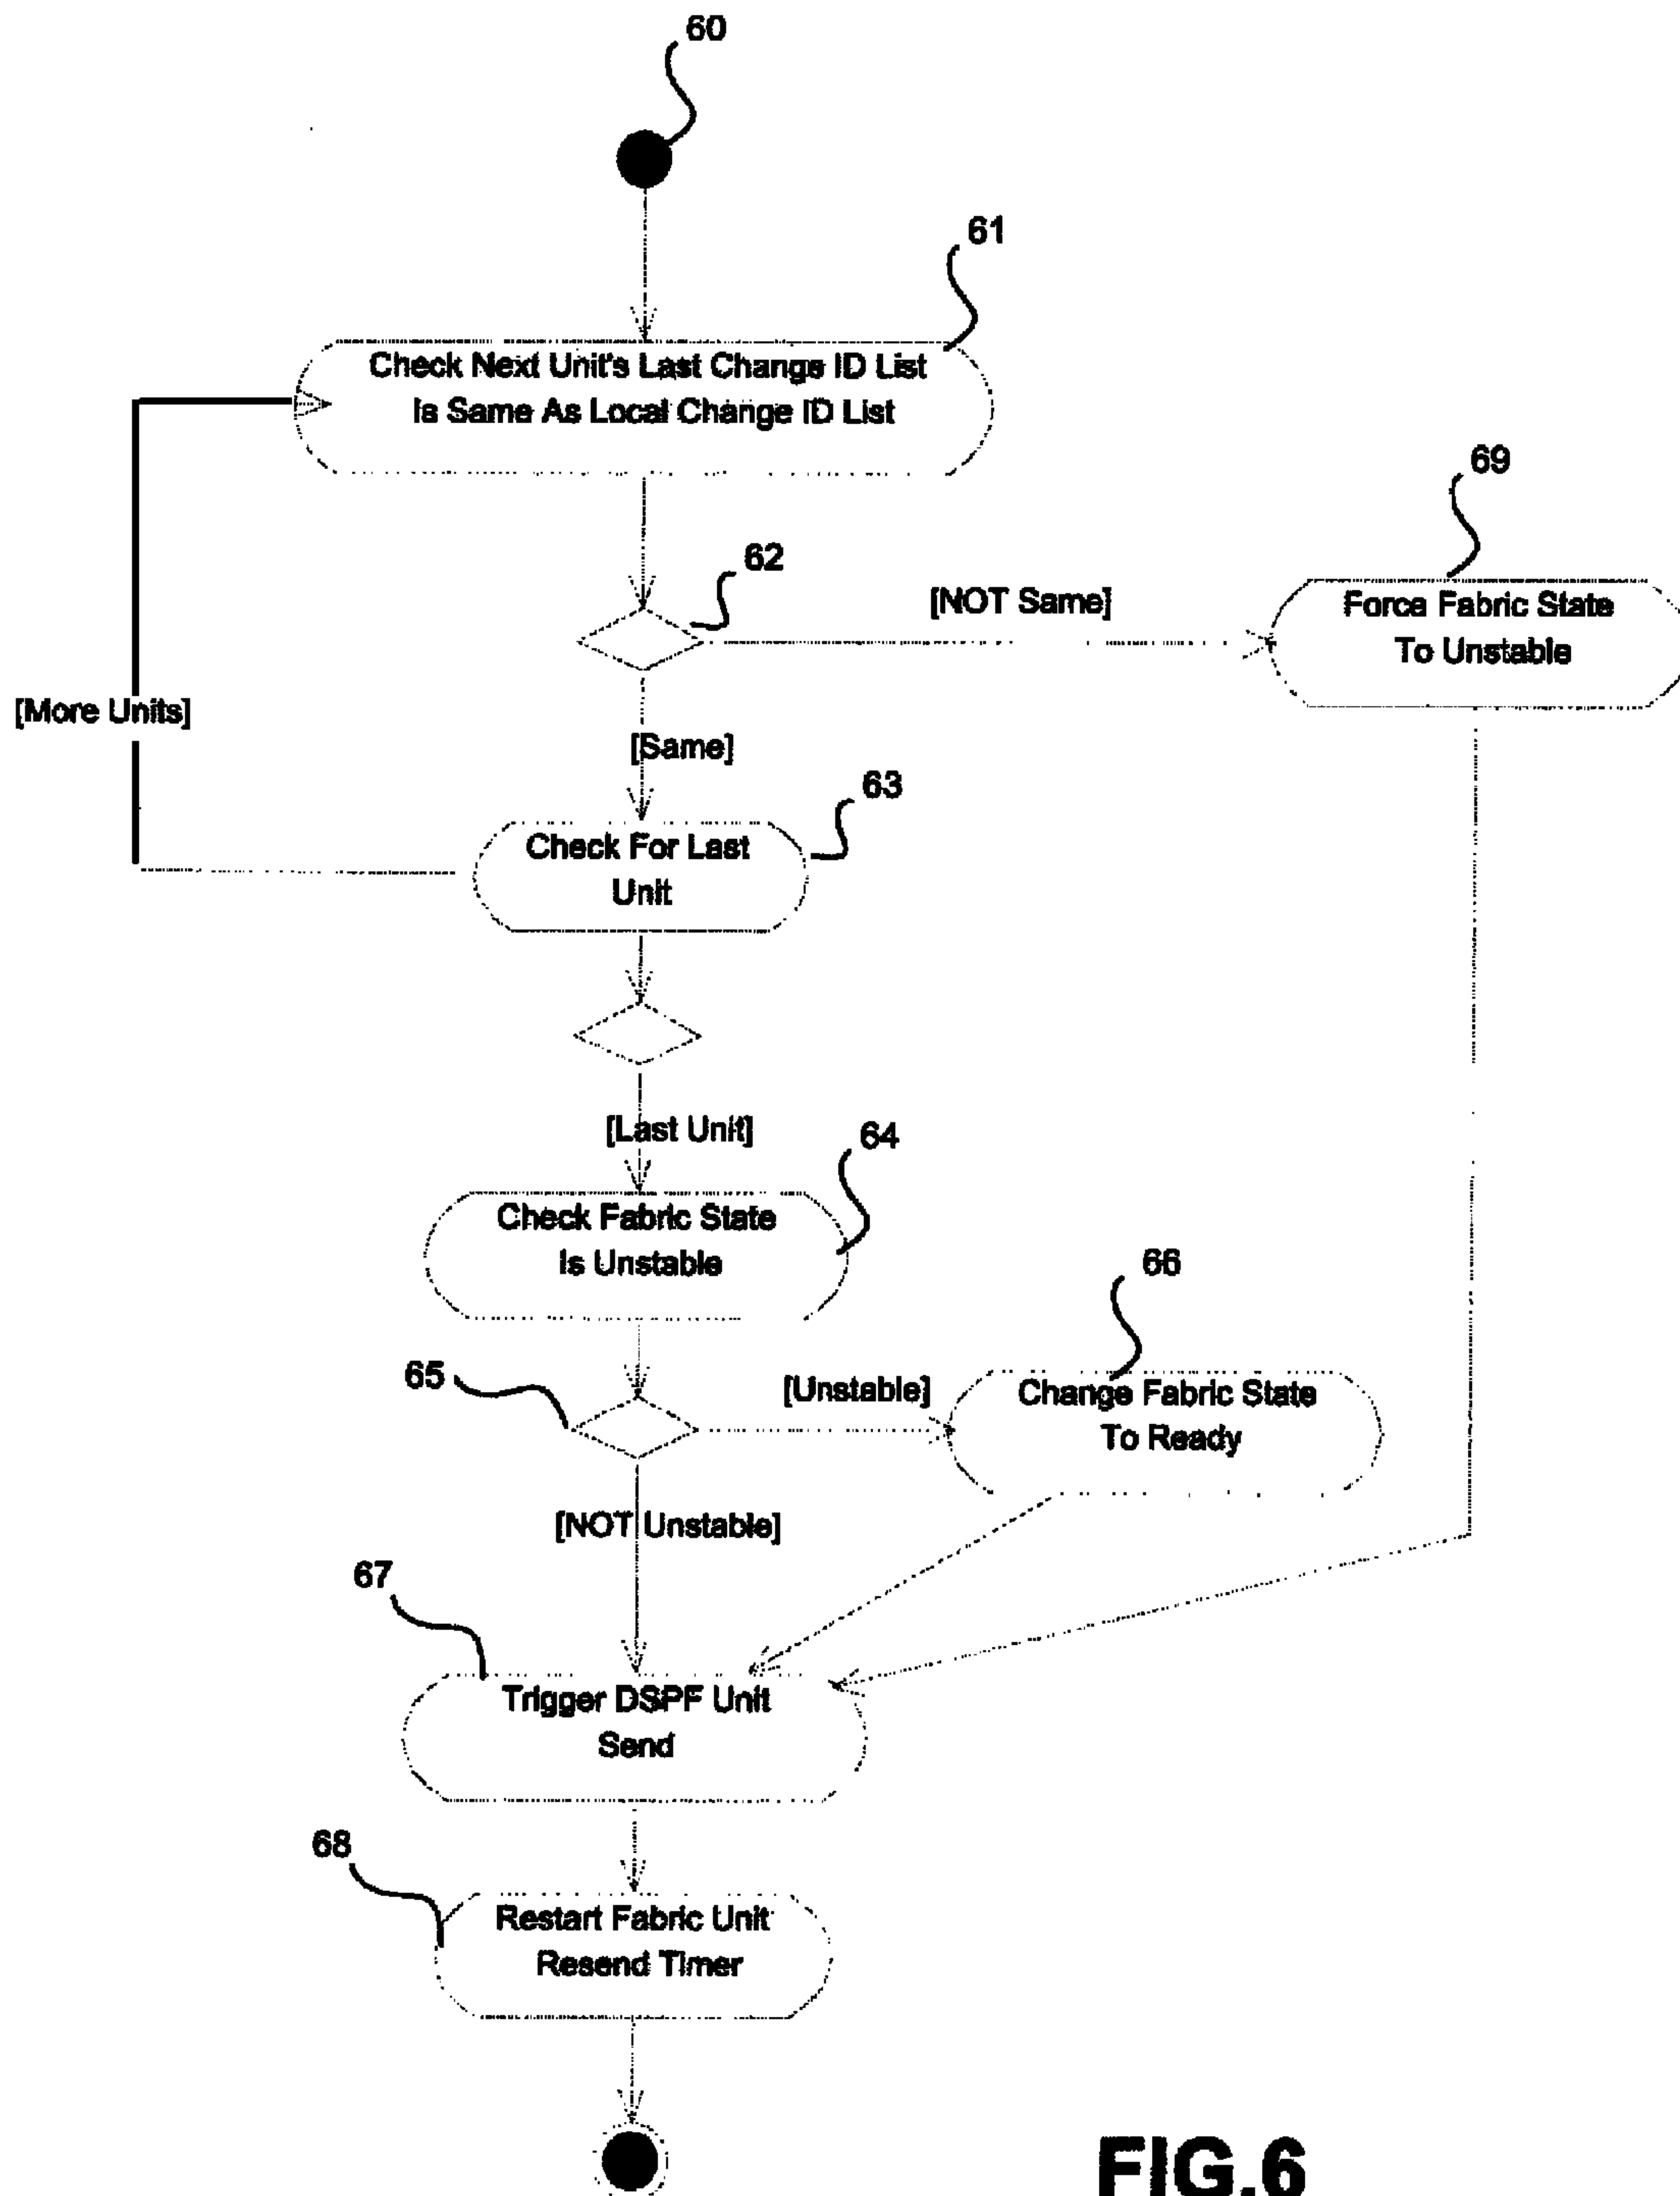 60
61
Check Next Unit's Last Change ID List
Is Same As Local Change ID List
69
62
[NOT Same]
Force Fabric State
To Unstable
[More Units]
[Same]
63
Check For Last
Unit
[Last Unit]
64
Check Fabric State
Is Unstable
66
65
[Unstable]
Change Fabric State
To Ready
[NOT Unstable]
67
Trigger DSPF Unit
Send
68
Restart Fabric Unit
Resend Timer
FIG.6